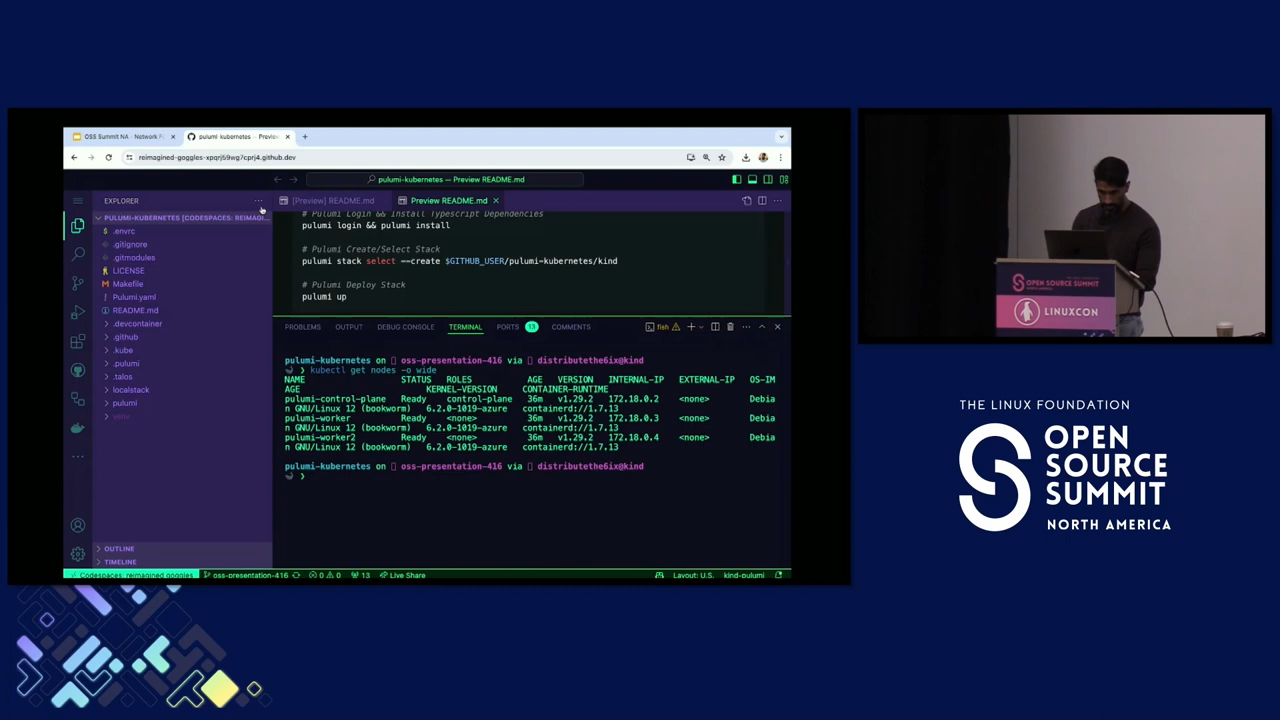 OSS Summit NA - Network F
pulumi-kubernetes — Preview
reimagined-goggles-xpqrj59wg7cprj4.github.dev
pulumi-kubernetes — Preview README.md
EXPLORER
[Preview] README.md
Preview README.md
PULUMI-KUBERNETES [CODESPACES: REIMAGI...
.envrc
.gitignore
.gitmodules
LICENSE
Makefile
Pulumi.yaml
README.md
.devcontainer
.github
.kube
.pulumi
.talos
localstack
pulumi
OUTLINE
TIMELINE
# Pulumi Login && Install Typescript Dependencies
pulumi login && pulumi install
# Pulumi Create/Select Stack
pulumi stack select --create $GITHUB_USER/pulumi-kubernetes/kind
# Pulumi Deploy Stack
pulumi up
PROBLEMS OUTPUT DEBUG CONSOLE TERMINAL PORTS 13 COMMENTS
fish
pulumi-kubernetes on oss-presentation-416 via distributethe6ix@kind
❯ kubectl get nodes -o wide
NAME STATUS ROLES AGE VERSION INTERNAL-IP EXTERNAL-IP OS-IM
AGE KERNEL-VERSION CONTAINER-RUNTIME
pulumi-control-plane Ready control-plane 36m v1.29.2 172.18.0.2 <none> Debia
n GNU/Linux 12 (bookworm) 6.2.0-1019-azure containerd://1.7.13
pulumi-worker Ready <none> 36m v1.29.2 172.18.0.3 <none> Debia
n GNU/Linux 12 (bookworm) 6.2.0-1019-azure containerd://1.7.13
pulumi-worker2 Ready <none> 36m v1.29.2 172.18.0.4 <none> Debia
n GNU/Linux 12 (bookworm) 6.2.0-1019-azure containerd://1.7.13
pulumi-kubernetes on oss-presentation-416 via distributethe6ix@kind
❯
Codespaces: reimagined goggles
oss-presentation-416
0 0
13
Live Share
Layout: U.S.
kind-pulumi
OPEN
SOURCE SUMMIT
LINUXCON
THE LINUX FOUNDATION
OPEN
SOURCE
SUMMIT
NORTH AMERICA